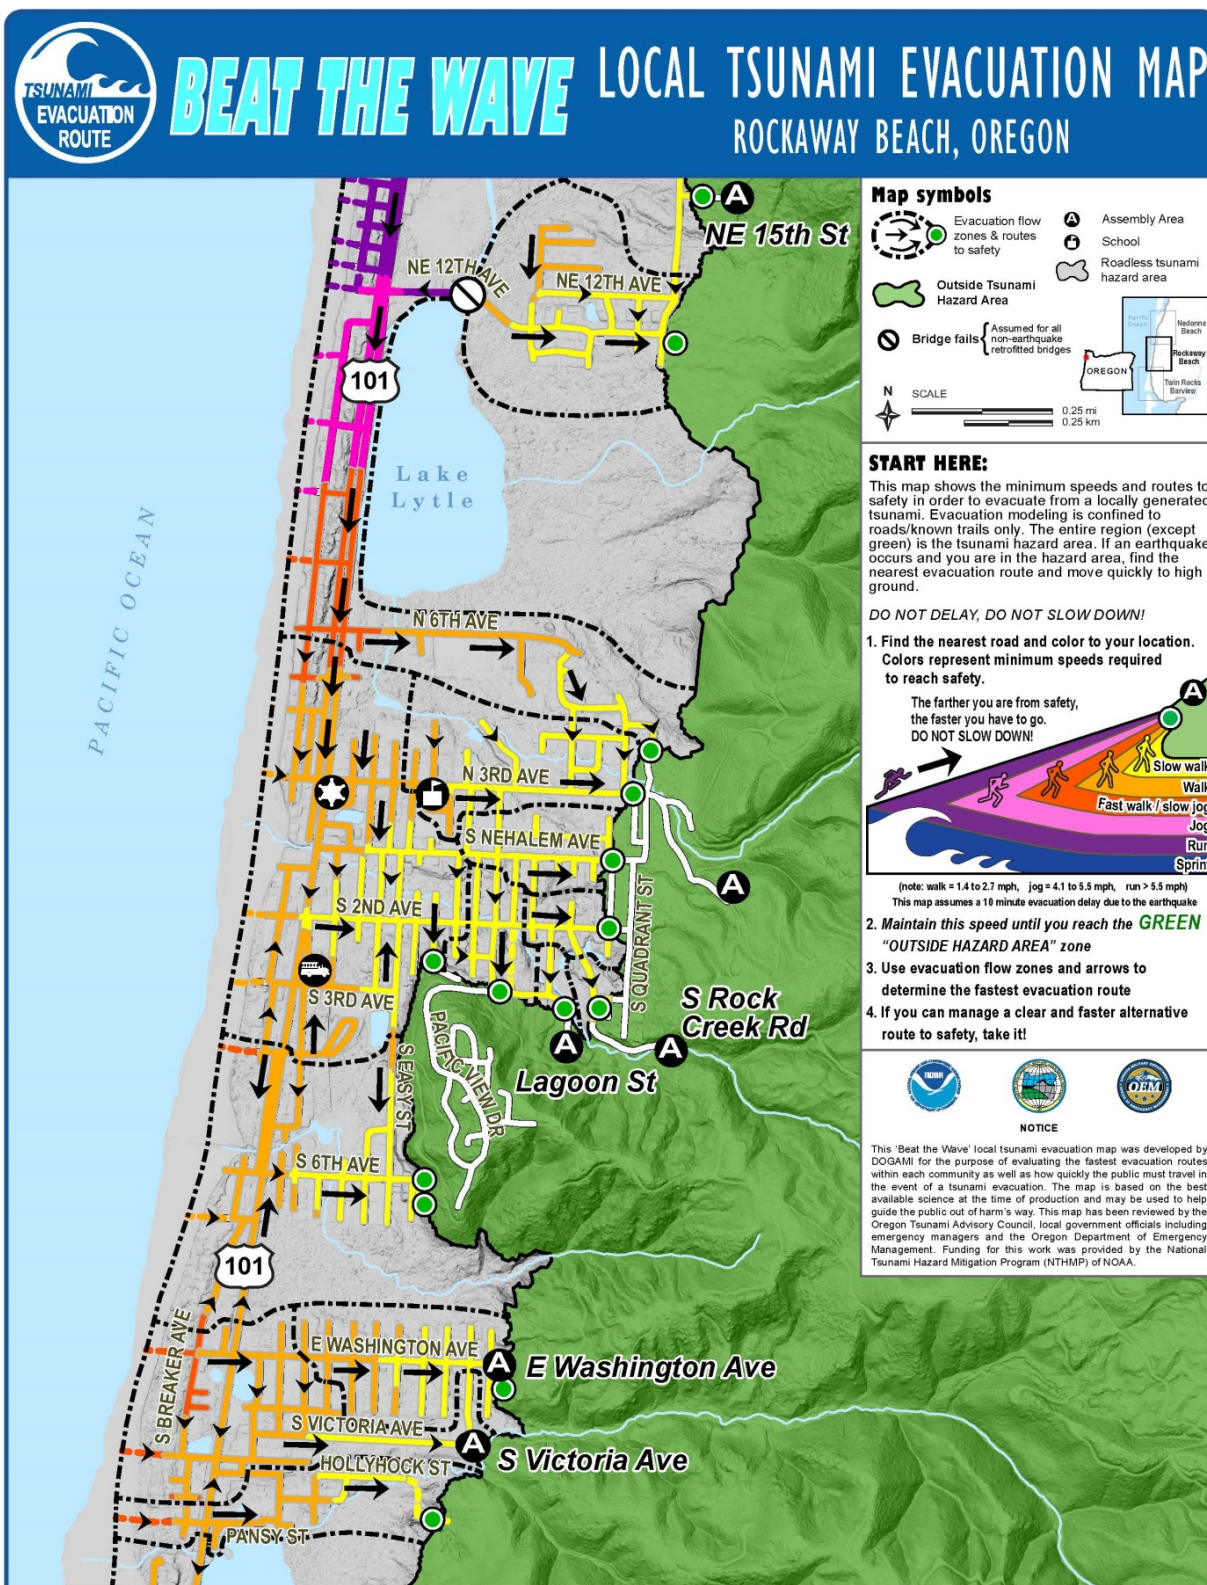 TSUNAMI
EVACUATION
ROUTE
BEAT THE WAVE
LOCAL TSUNAMI EVACUATION MAP
ROCKAWAY BEACH, OREGON
A
NE 15th St
NE 12TH AVE
NE 12TH AVE
101
Lake
Lytle
PACIFIC OCEAN
N 6TH AVE
N 3RD AVE
S NEHALEM AVE
A
S 2ND AVE
S QUADRANT ST
S 3RD AVE
S Rock
Creek Rd
A
A
Lagoon St
PACIFIC VIEW DR
S EASY ST
S 6TH AVE
101
S BREAKER AVE
E WASHINGTON AVE
A
E Washington Ave
S VICTORIA AVE
A
S Victoria Ave
HOLLYHOCK ST
PANSY ST
Map symbols
Evacuation flow
zones & routes
to safety
A
Assembly Area
School
Roadless tsunami
hazard area
Outside Tsunami
Hazard Area
Bridge fails
Assumed for all
non-earthquake
retrofitted bridges
OREGON
Pacific
Ocean
Nedonna
Beach
Rockaway
Beach
Twin Rocks
Barview
N
SCALE
0.25 mi
0.25 km
START HERE:
This map shows the minimum speeds and routes to
safety in order to evacuate from a locally generated
tsunami. Evacuation modeling is confined to
roads/known trails only. The entire region (except
green) is the tsunami hazard area. If an earthquake
occurs and you are in the hazard area, find the
nearest evacuation route and move quickly to high
ground.
DO NOT DELAY, DO NOT SLOW DOWN!
1. Find the nearest road and color to your location.
Colors represent minimum speeds required
to reach safety.
The farther you are from safety,
the faster you have to go.
DO NOT SLOW DOWN!
A
Slow walk
Walk
Fast walk / slow jog
Jog
Run
Sprint
(note: walk = 1.4 to 2.7 mph, jog = 4.1 to 5.5 mph, run > 5.5 mph)
This map assumes a 10 minute evacuation delay due to the earthquake
2. Maintain this speed until you reach the GREEN
"OUTSIDE HAZARD AREA" zone
3. Use evacuation flow zones and arrows to
determine the fastest evacuation route
4. If you can manage a clear and faster alternative
route to safety, take it!
NOAA
OEM
NOTICE
This 'Beat the Wave' local tsunami evacuation map was developed by
DOGAMI for the purpose of evaluating the fastest evacuation routes
within each community as well as how quickly the public must travel in
the event of a tsunami evacuation. The map is based on the best
available science at the time of production and may be used to help
guide the public out of harm's way. This map has been reviewed by the
Oregon Tsunami Advisory Council, local government officials including
emergency managers and the Oregon Department of Emergency
Management. Funding for this work was provided by the National
Tsunami Hazard Mitigation Program (NTHMP) of NOAA.